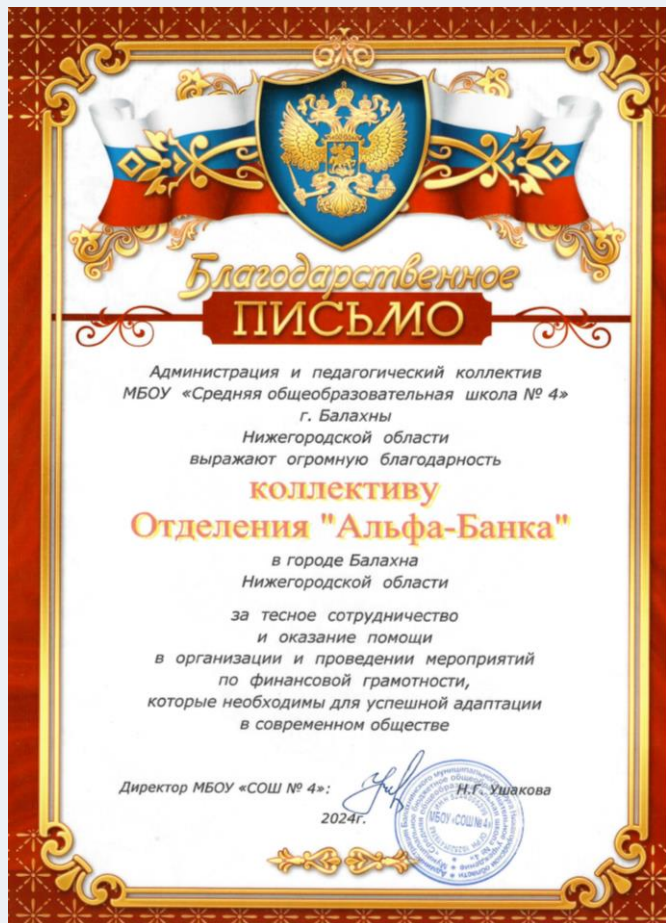 Благодарственное
ПИСЬМО
Администрация и педагогический коллектив
МБОУ «Средняя общеобразовательная школа № 4»
г. Балахны
Нижегородской области
выражают огромную благодарность
коллективу
Отделения "Альфа-Банка"
в городе Балахна
Нижегородской области
за тесное сотрудничество
и оказание помощи
в организации и проведении мероприятий
по финансовой грамотности,
которые необходимы для успешной адаптации
в современном обществе
Директор МБОУ «СОШ № 4»: Н.Г. Ушакова
2024г.
МБОУ «СОШ № 4»